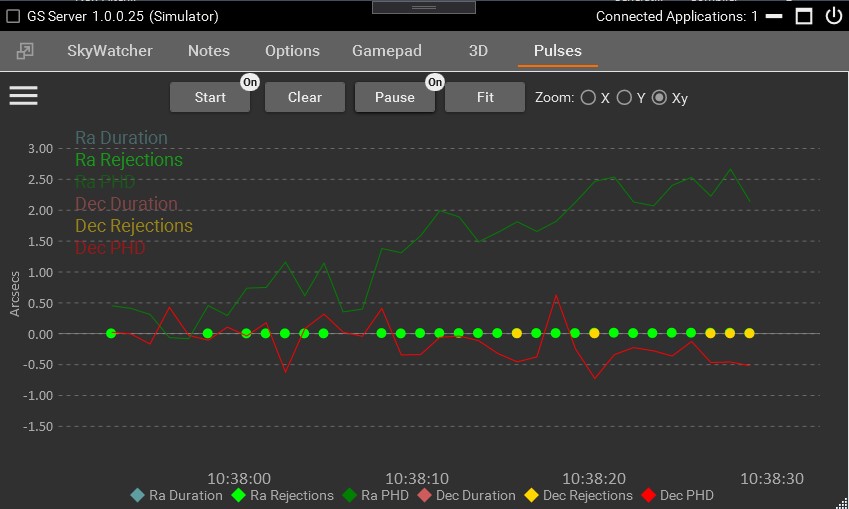 GS Server 1.0.0.25 (Simulator)
Connected Applications: 1
SkyWatcher Notes Options Gamepad 3D Pulses
Start On Clear Pause On Fit Zoom: X Y Xy
Ra Duration
Ra Rejections
Ra PHD
Dec Duration
Dec Rejections
Dec PHD
Arcsecs
3.00
2.50
2.00
1.50
1.00
0.50
0.00
-0.50
-1.00
-1.50
10:38:00 10:38:10 10:38:20 10:38:30
Ra Duration Ra Rejections Ra PHD Dec Duration Dec Rejections Dec PHD